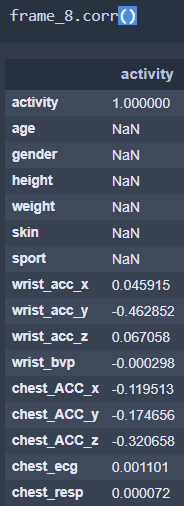 frame_8.corr()
activity
activity 1.000000
age NaN
gender NaN
height NaN
weight NaN
skin NaN
sport NaN
wrist_acc_x 0.045915
wrist_acc_y -0.462852
wrist_acc_z 0.067058
wrist_bvp -0.000298
chest_ACC_x -0.119513
chest_ACC_y -0.174656
chest_ACC_z -0.320658
chest_ecg 0.001101
chest_resp 0.000072